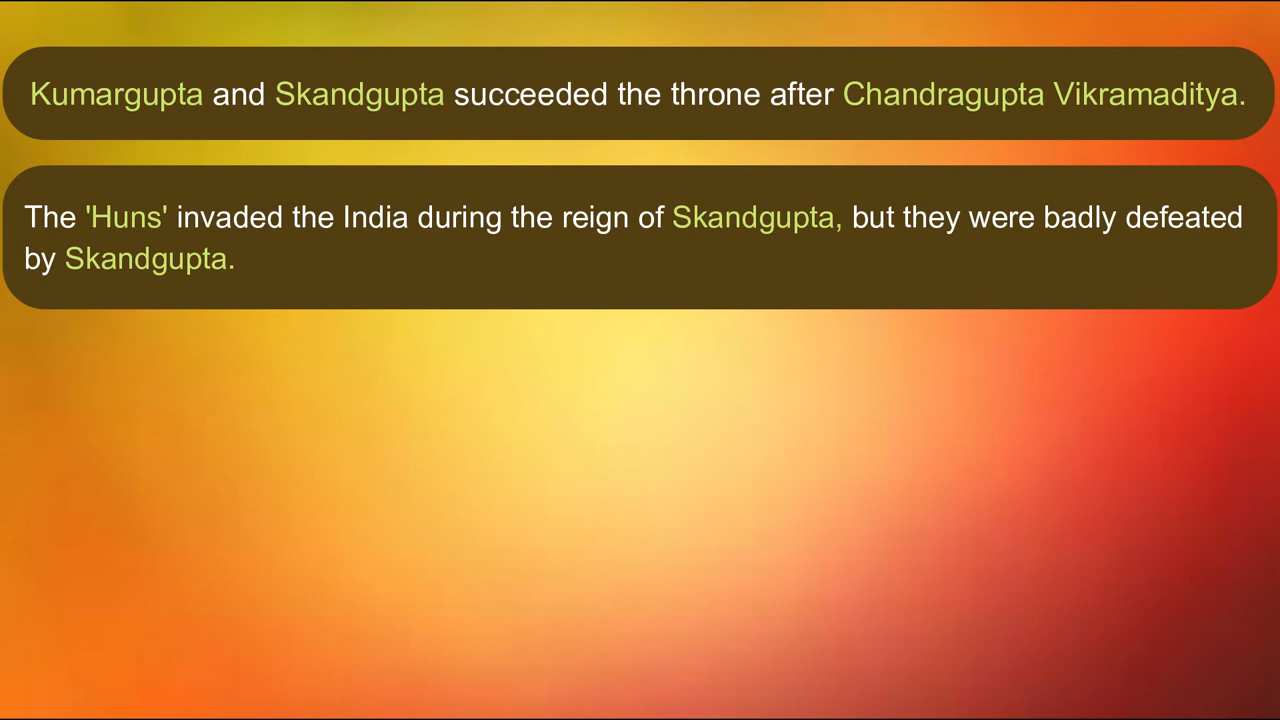 Kumargupta and Skandgupta succeeded the throne after Chandragupta Vikramaditya.
The 'Huns' invaded the India during the reign of Skandgupta, but they were badly defeated
by Skandgupta.